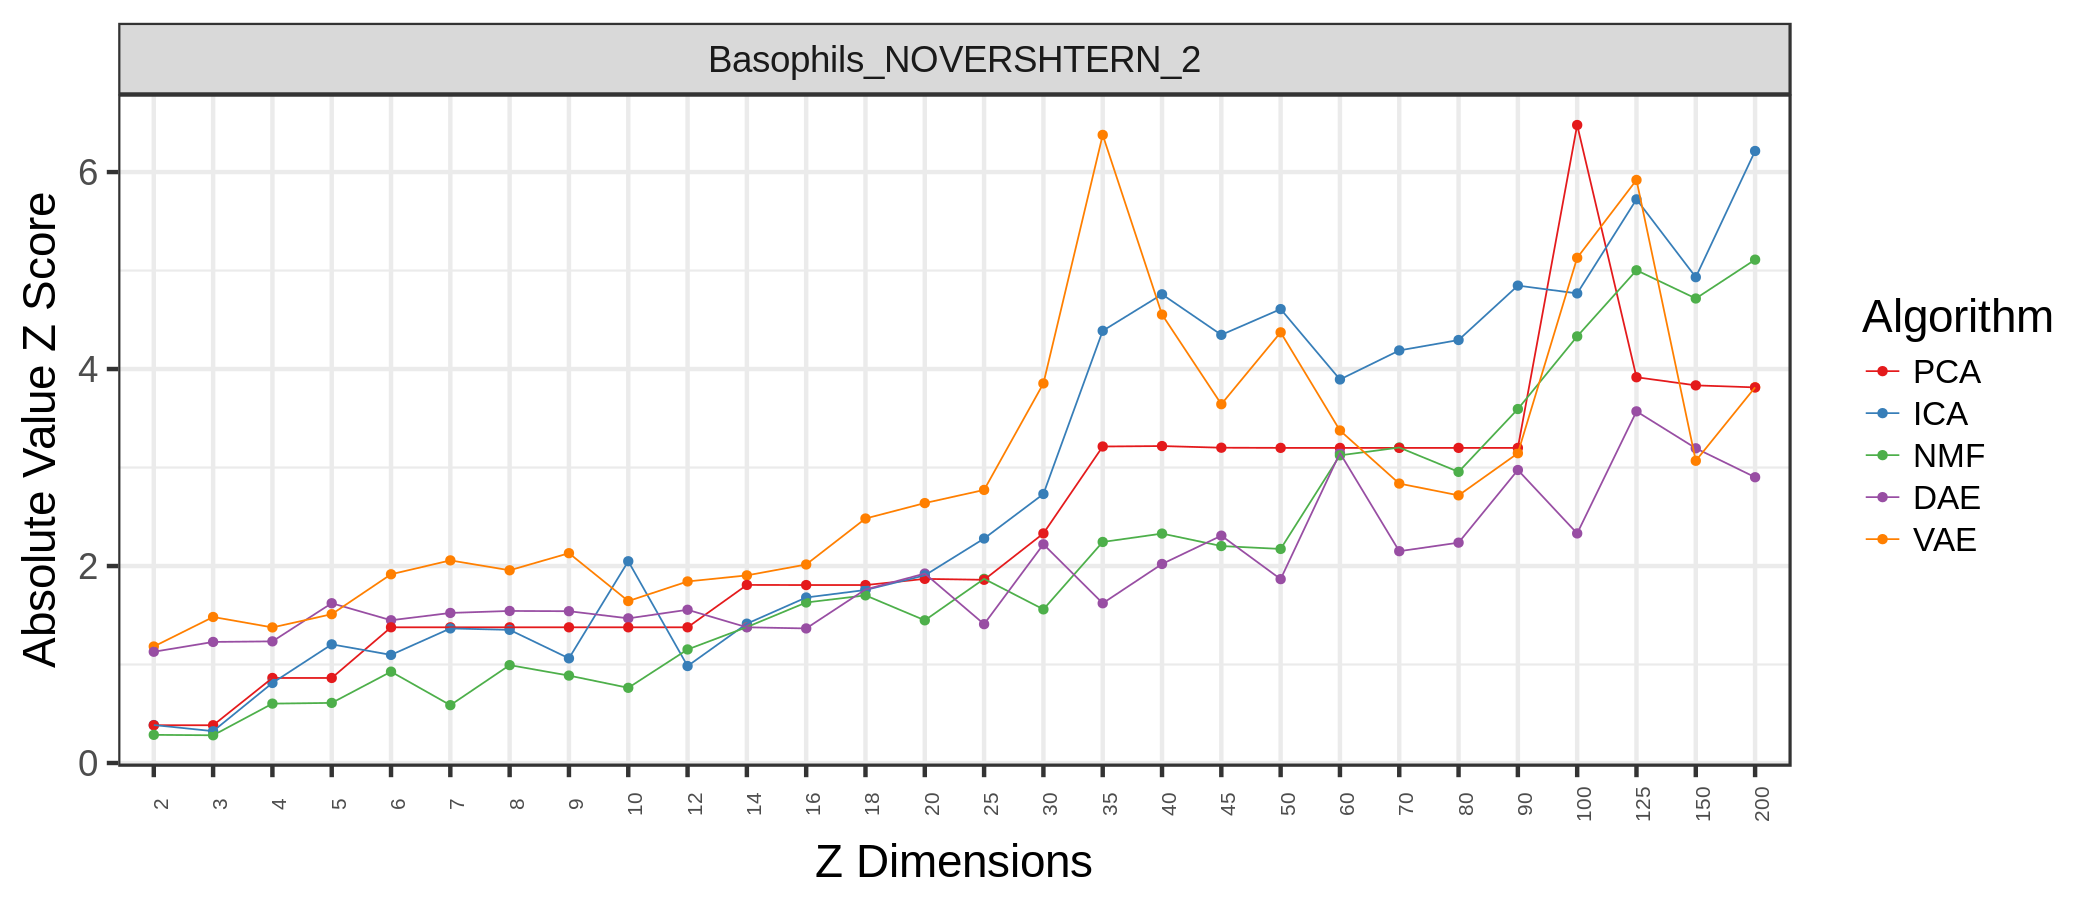 Basophils_NOVERSHTERN_2
Absolute Value Z Score
6
4
2
0
2 3 4 5 6 7 8 9 10 12 14 16 18 20 25 30 35 40 45 50 60 70 80 90 100 125 150 200
Z Dimensions
Algorithm
PCA
ICA
NMF
DAE
VAE